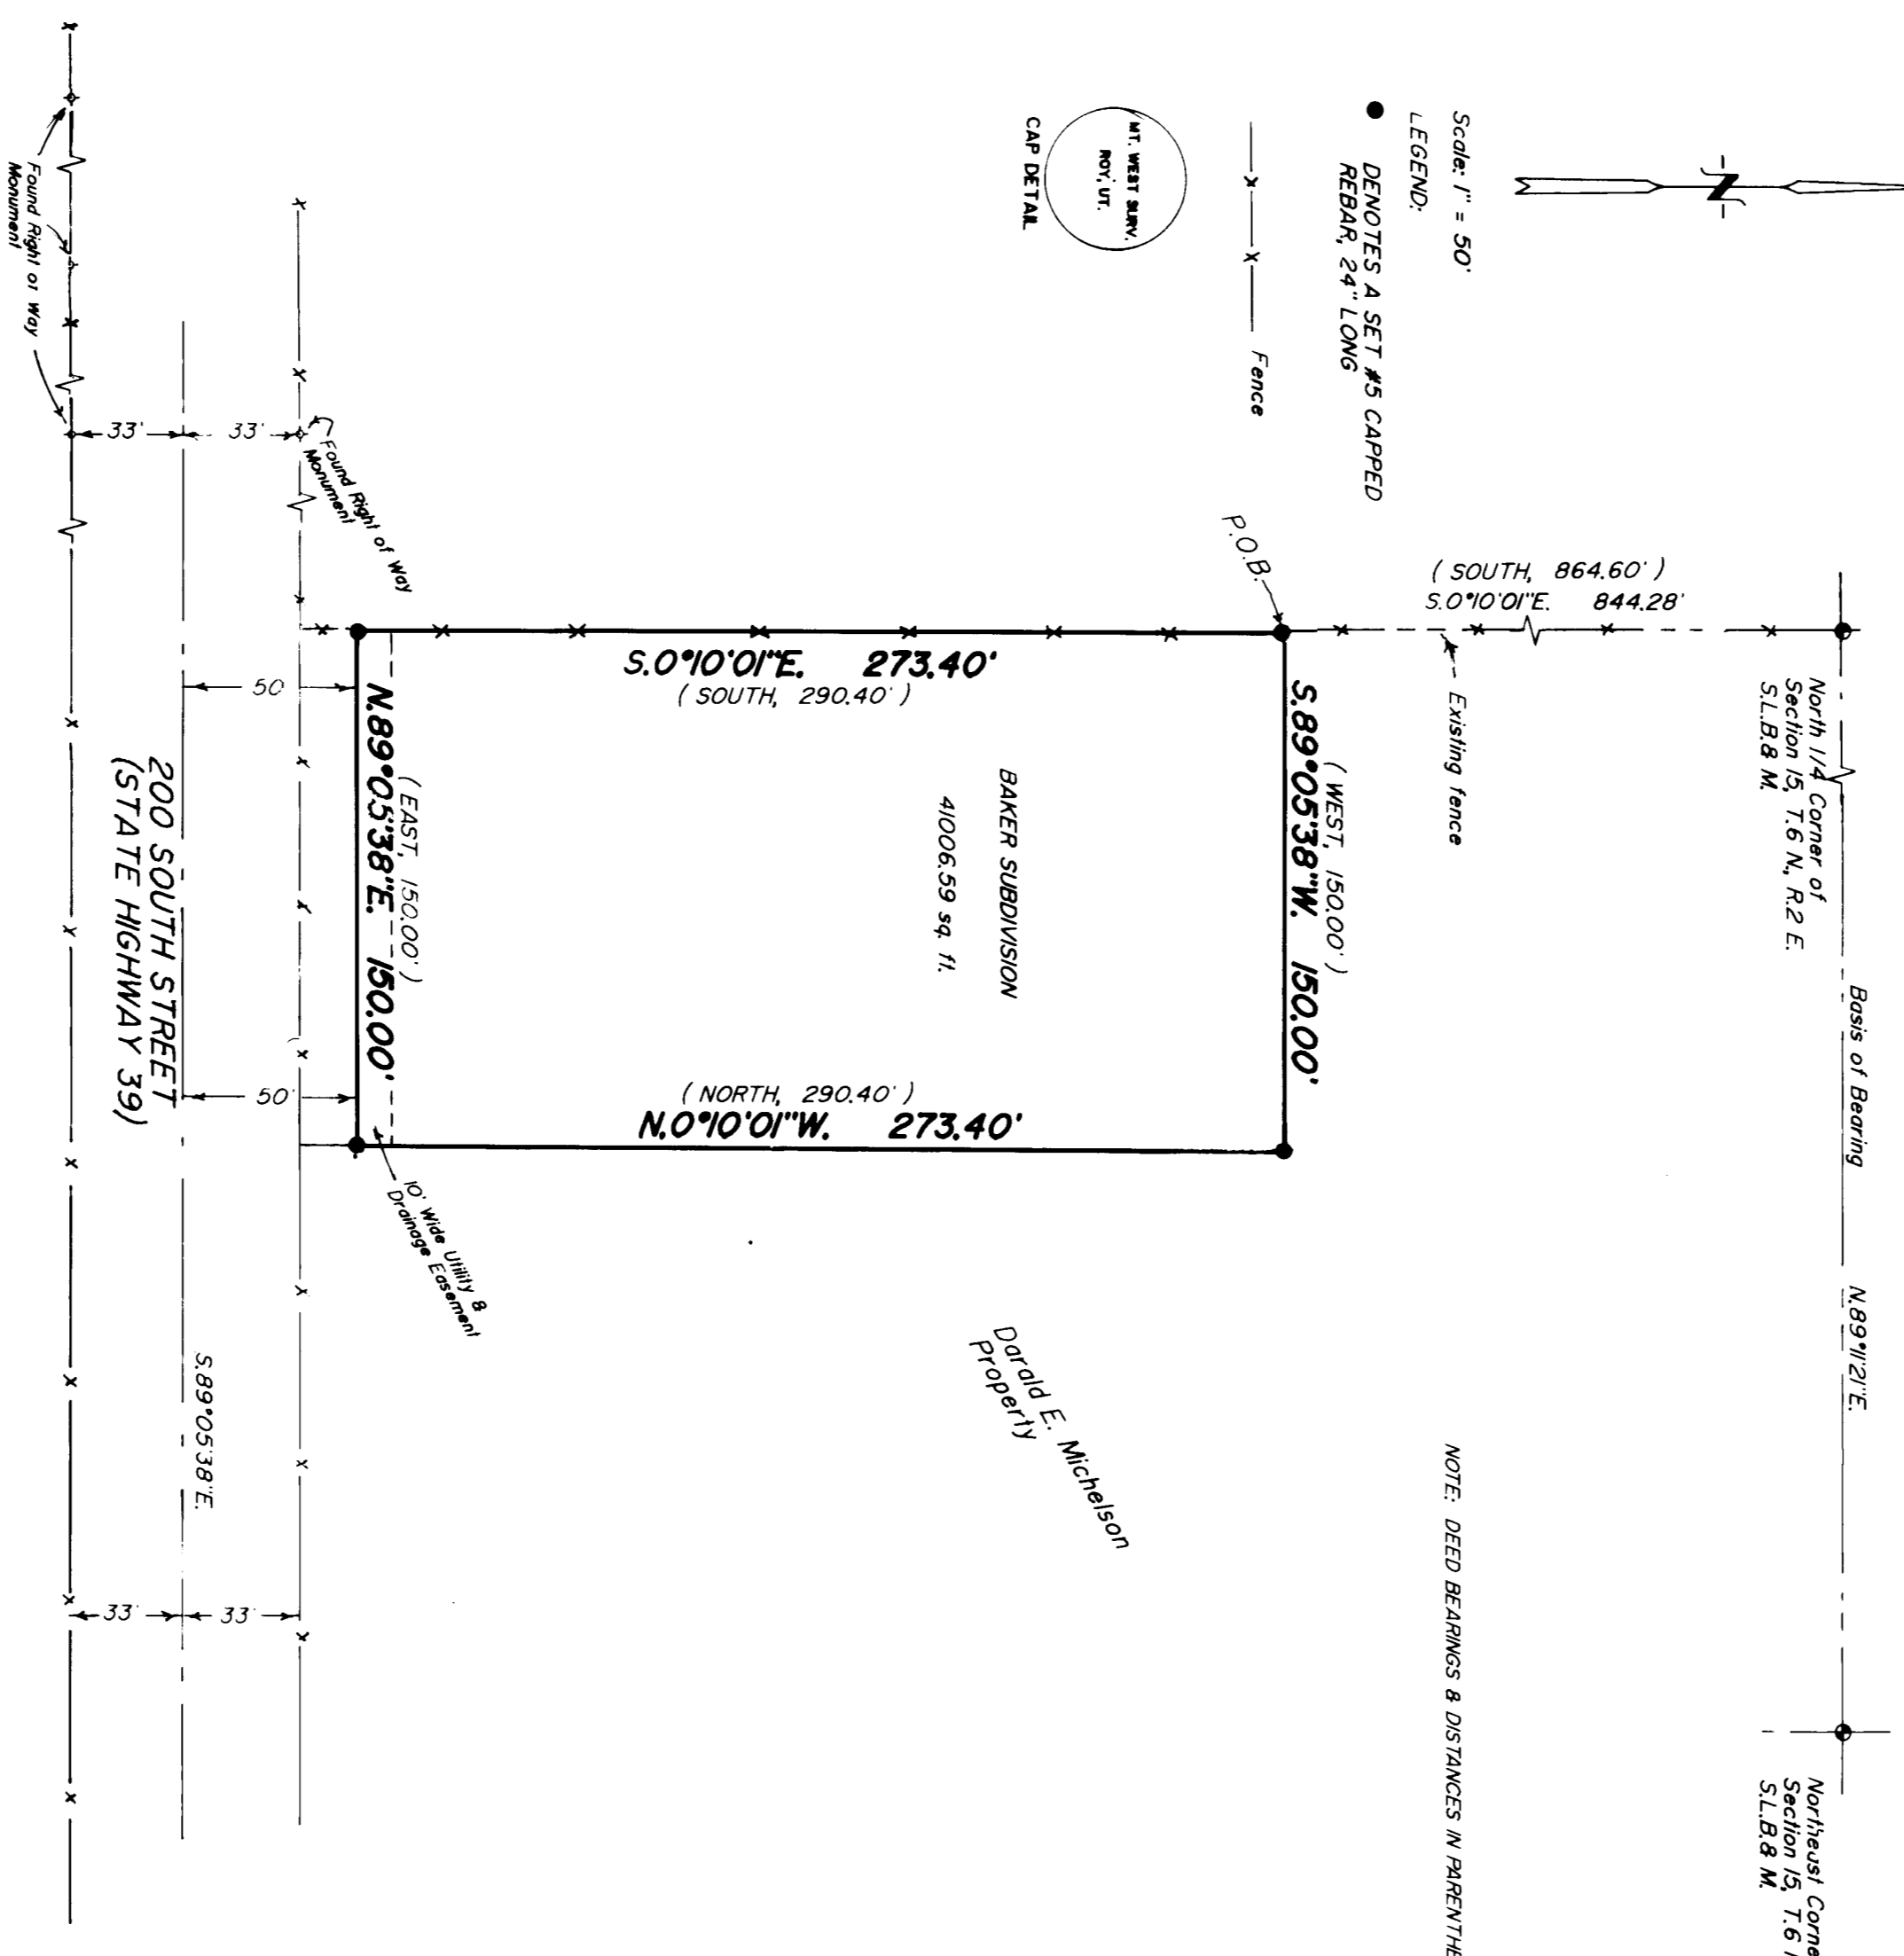 Scale: 1" = 50'
LEGEND:
DENOTES A SET #5 CAPPED
REBAR, 24" LONG
Fence
MT. WEST SURV.
ROY, UT.
CAP DETAIL
N
Basis of Bearing
N.89°11'21"E.
North 1/4 Corner of
Section 15, T.6 N., R.2 E.
S.L.B.& M.
Northeast Corne
Section 15, T.6 N
S.L.B.& M.
( SOUTH, 864.60' )
S.0°10'01"E. 844.28'
Existing fence
P.O.B.
NOTE: DEED BEARINGS & DISTANCES IN PARENTHE
( WEST, 150.00' )
S.89°05'38"W. 150.00'
BAKER SUBDIVISION
41006.59 sq. ft.
S.0°10'01"E. 273.40'
( SOUTH, 290.40' )
( NORTH, 290.40' )
N.0°10'01"W. 273.40'
( EAST, 150.00' )
N.89°05'38"E. 150.00'
Darald E. Michelson
Property
10' Wide Utility &
Drainage Easement
Found Right of Way
Monument
33'
33'
50'
50'
200 SOUTH STREET
(STATE HIGHWAY 39)
S.89°05'38"E.
33'
33'
Found Right of Way
Monument